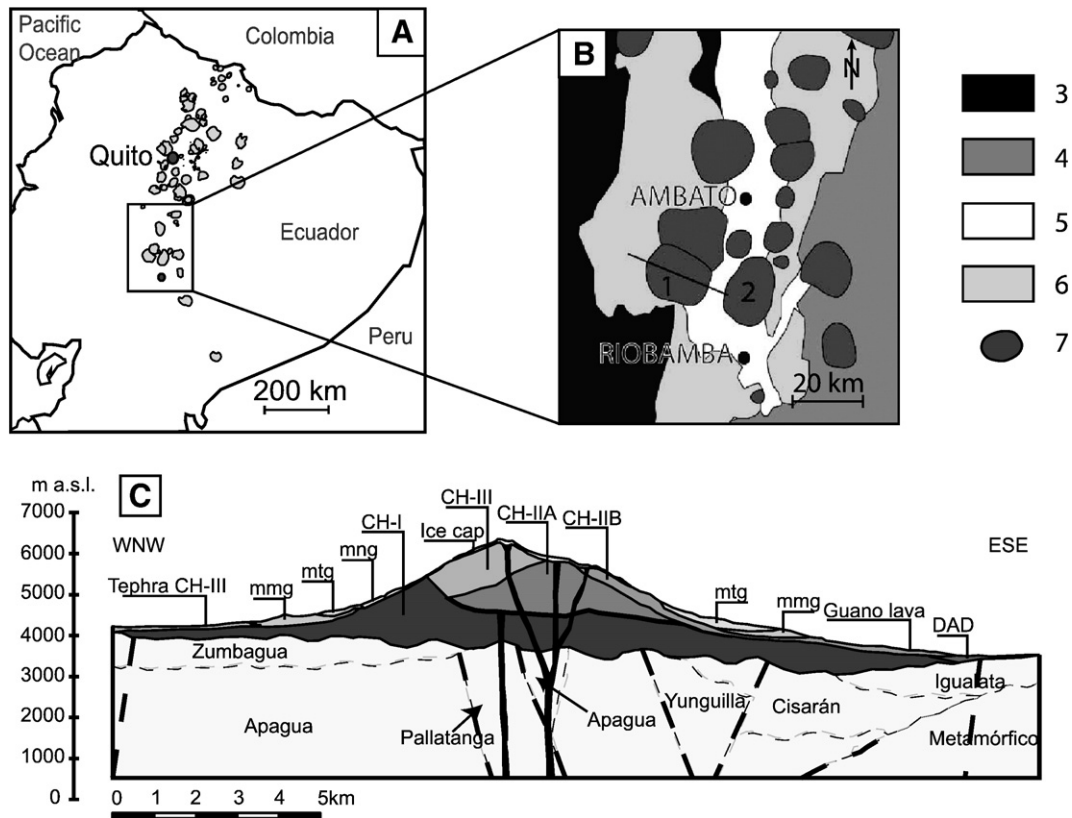 Pacific
Ocean
Colombia
A
Quito
Ecuador
Peru
200 km
B
N
AMBATO
1
2
RIOBAMBA
20 km
3
4
5
6
7
m a.s.l.
C
7000
6000
5000
4000
3000
2000
1000
0
WNW
ESE
CH-III
CH-IIA
CH-IIB
CH-I
Ice cap
mng
mtg
mmg
Tephra CH-III
mtg
mmg
Guano lava
DAD
Zumbagua
Igualata
Yunguilla
Cisarán
Apagua
Pallatanga
Apagua
Metamórfico
0 1 2 3 4 5km